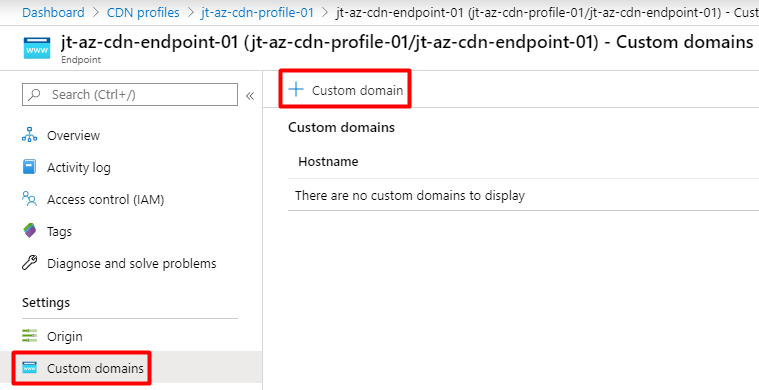 Dashboard > CDN profiles > jt-az-cdn-profile-01 > jt-az-cdn-endpoint-01 (jt-az-cdn-profile-01/jt-az-cdn-endpoint-01) - Cust
jt-az-cdn-endpoint-01 (jt-az-cdn-profile-01/jt-az-cdn-endpoint-01) - Custom domains
Endpoint
Search (Ctrl+/)
«
Overview
Activity log
Access control (IAM)
Tags
Diagnose and solve problems
Settings
Origin
Custom domains
+ Custom domain
Custom domains
Hostname
There are no custom domains to display